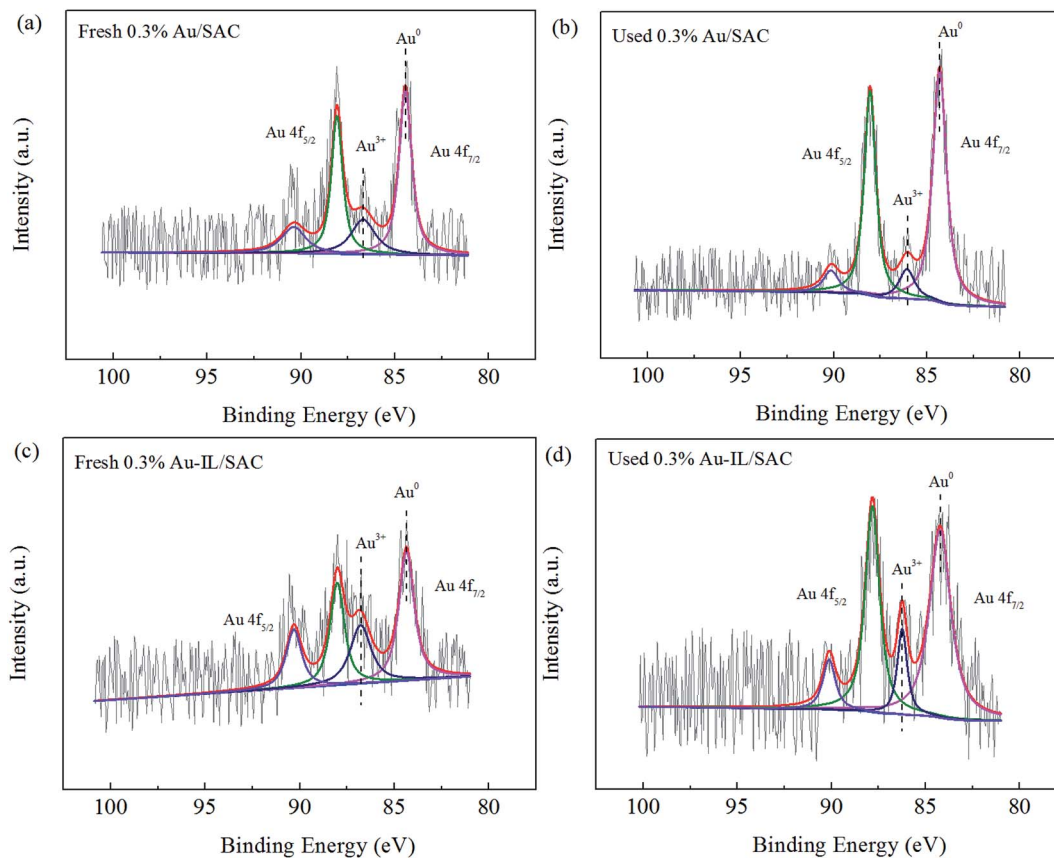 (a)
Fresh 0.3% Au/SAC
Au⁰
Au 4f₅/₂
Au³⁺
Au 4f₇/₂
Intensity (a.u.)
100 95 90 85 80
Binding Energy (eV)
(b)
Used 0.3% Au/SAC
Au⁰
Au 4f₅/₂
Au³⁺
Au 4f₇/₂
Intensity (a.u.)
100 95 90 85 80
Binding Energy (eV)
(c)
Fresh 0.3% Au-IL/SAC
Au⁰
Au³⁺
Au 4f₅/₂
Au 4f₇/₂
Intensity (a.u.)
100 95 90 85 80
Binding Energy (eV)
(d)
Used 0.3% Au-IL/SAC
Au⁰
Au³⁺
Au 4f₅/₂
Au 4f₇/₂
Intensity (a.u.)
100 95 90 85 80
Binding Energy (eV)